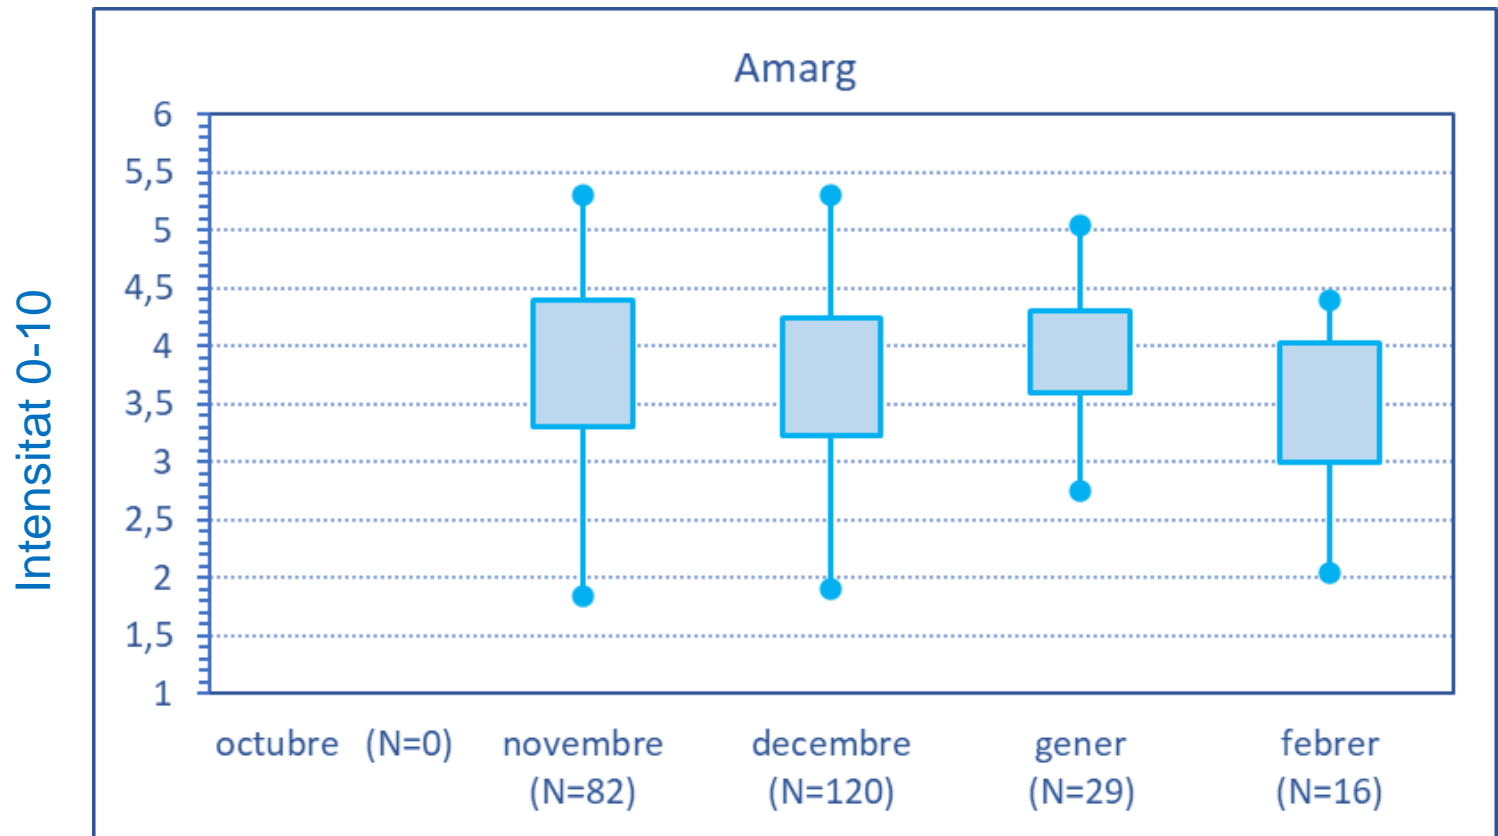 Amarg
Intensitat 0-10
6
5,5
5
4,5
4
3,5
3
2,5
2
1,5
1
octubre (N=0)
novembre
(N=82)
decembre
(N=120)
gener
(N=29)
febrer
(N=16)